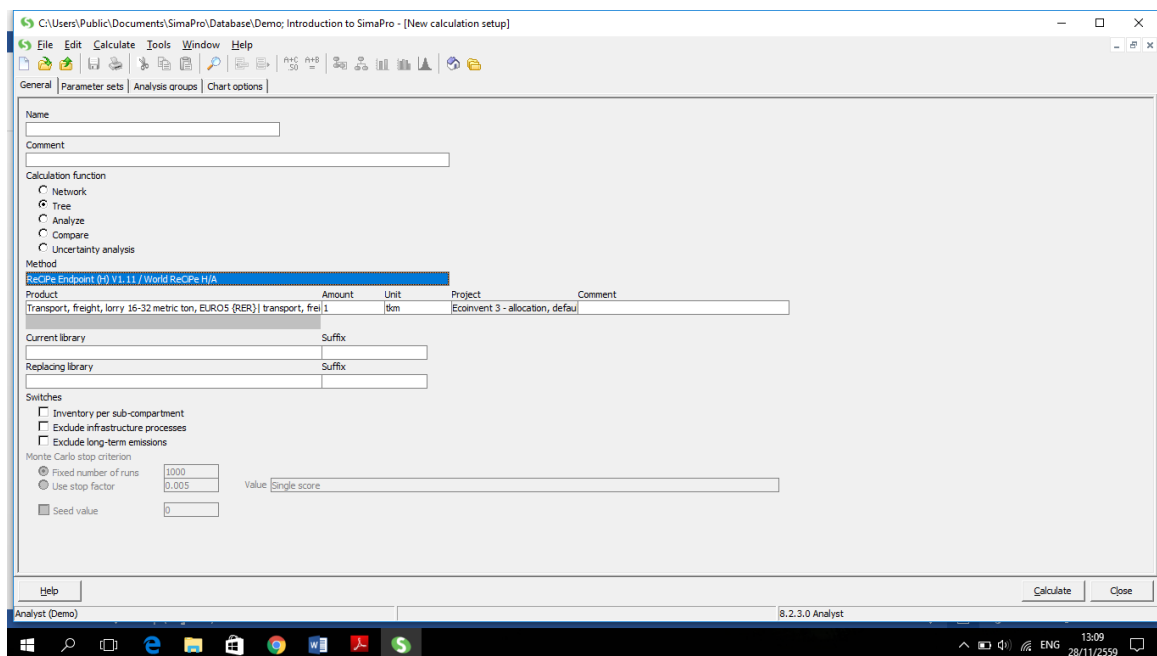 C:\Users\Public\Documents\SimaPro\Database\Demo; Introduction to SimaPro - [New calculation setup]
File Edit Calculate Tools Window Help
A+C SO A+B =
General Parameter sets Analysis groups Chart options
Name
Comment
Calculation function
Network
Tree
Analyze
Compare
Uncertainty analysis
Method
ReCiPe Endpoint (H) V1.11 / World ReCiPe H/A
Product Amount Unit Project Comment
Transport, freight, lorry 16-32 metric ton, EURO5 {RER}| transport, frei 1 tkm Ecoinvent 3 - allocation, defau
Current library Suffix
Replacing library Suffix
Switches
Inventory per sub-compartment
Exclude infrastructure processes
Exclude long-term emissions
Monte Carlo stop criterion
Fixed number of runs 1000
Use stop factor 0.005 Value Single score
Seed value 0
Help Calculate Close
Analyst (Demo) 8.2.3.0 Analyst
ENG 13:09
28/11/2559